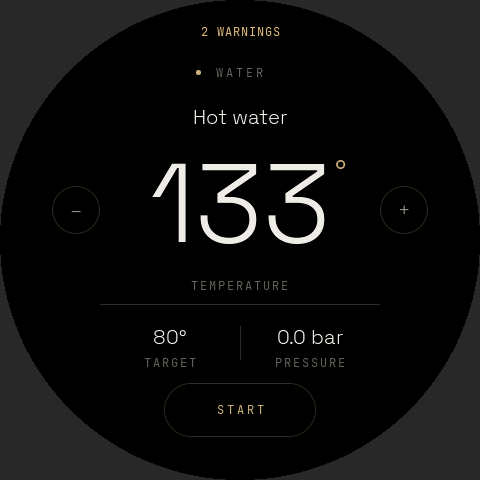 2 WARNINGS
WATER
Hot water
133°
– +
TEMPERATURE
80° 0.0 bar
TARGET PRESSURE
START